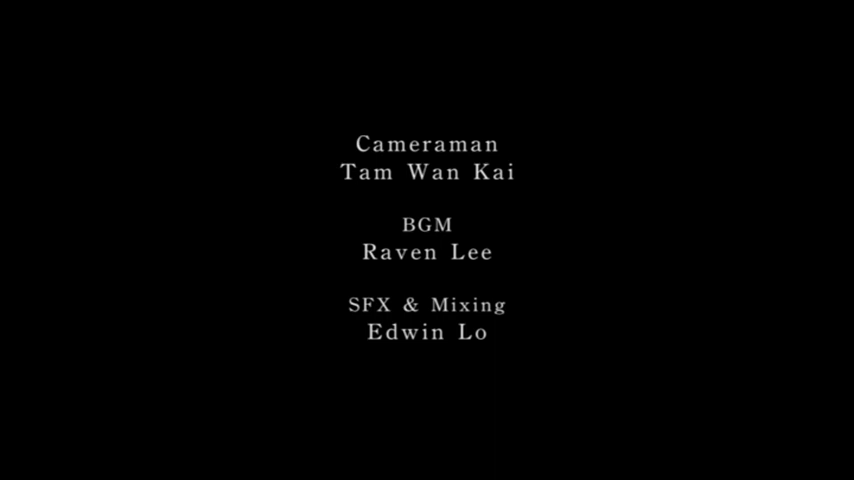 Cameraman
Tam Wan Kai
BGM
Raven Lee
SFX & Mixing
Edwin Lo